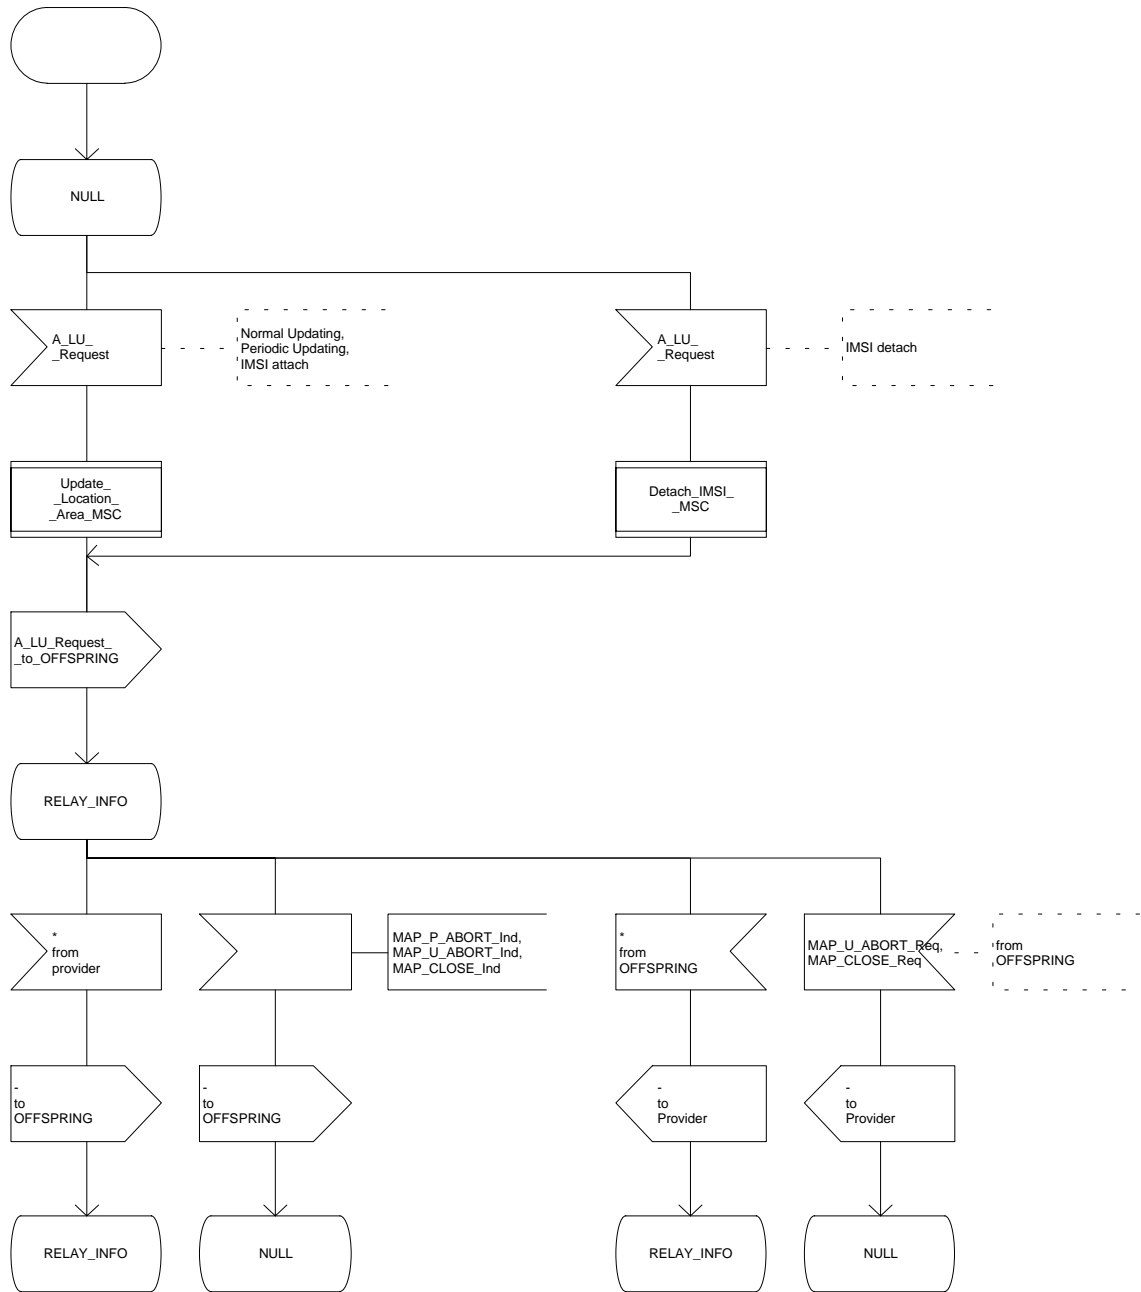 NULL
A_LU_
_Request
Normal Updating,
Periodic Updating,
IMSI attach
A_LU_
_Request
IMSI detach
Update_
_Location_
_Area_MSC
Detach_IMSI_
_MSC
A_LU_Request_
_to_OFFSPRING
RELAY_INFO
*
from
provider
MAP_P_ABORT_Ind,
MAP_U_ABORT_Ind,
MAP_CLOSE_Ind
*
from
OFFSPRING
MAP_U_ABORT_Req,
MAP_CLOSE_Req
from
OFFSPRING
-
to
OFFSPRING
-
to
OFFSPRING
-
to
Provider
-
to
Provider
RELAY_INFO
NULL
RELAY_INFO
NULL